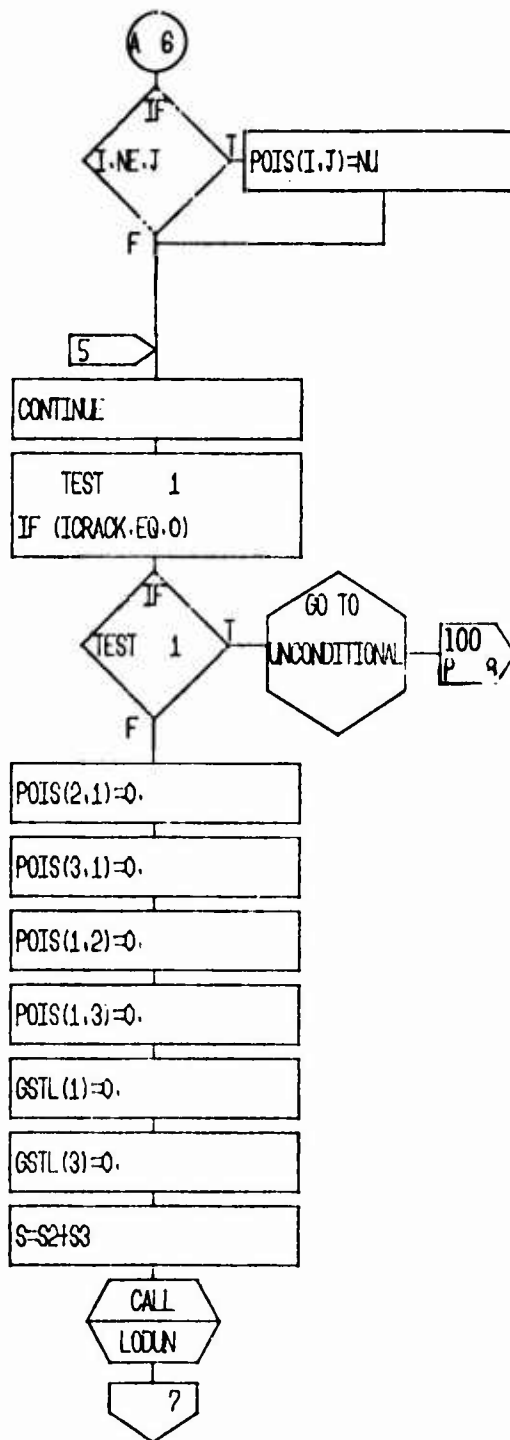 A 6
IF
I.NE.J
T
POIS(I,J)=NU
F
5
CONTINUE
TEST 1
IF (ICRACK.EQ.0)
IF
TEST 1
T
GO TO
UNCONDITIONAL
100
P 9
F
POIS(2,1)=0.
POIS(3,1)=0.
POIS(1,2)=0.
POIS(1,3)=0.
GSTL(1)=0.
GSTL(3)=0.
S=S2+S3
CALL
LODUN
7